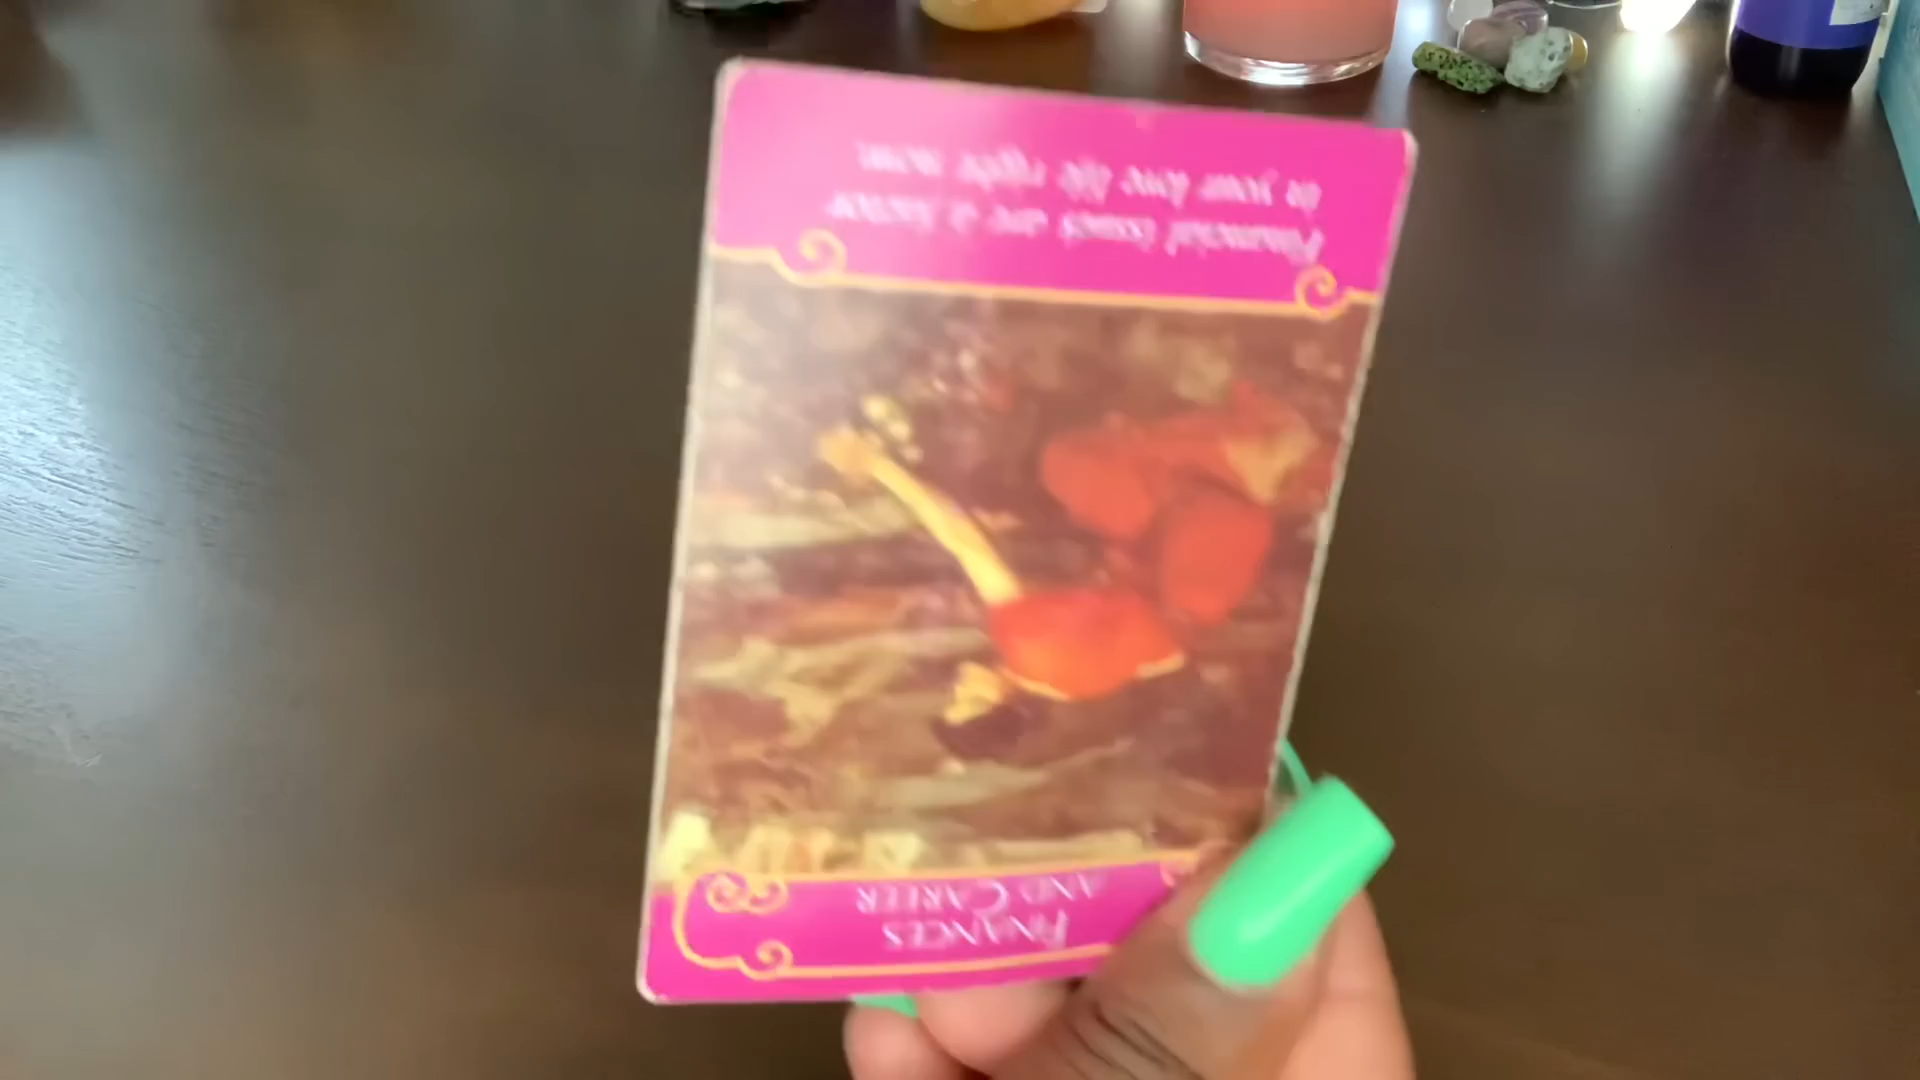 FINANCES
AND CAREER
Financial issues are a factor
in your love life right now